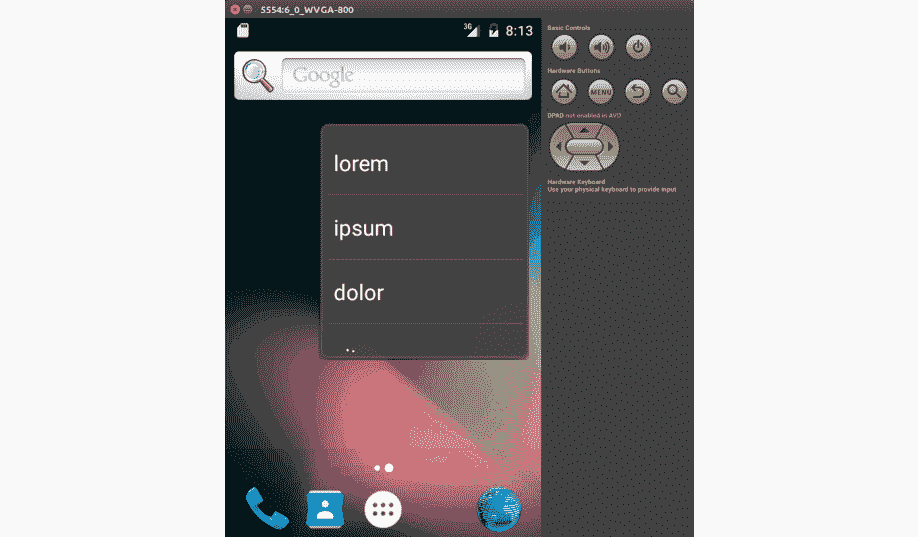 5554:6_0_WVGA-800
3G
8:13
Google
lorem
ipsum
dolor
Basic Controls
Hardware Buttons
MENU
DPAD not enabled in AVD
Hardware Keyboard
Use your physical keyboard to provide input